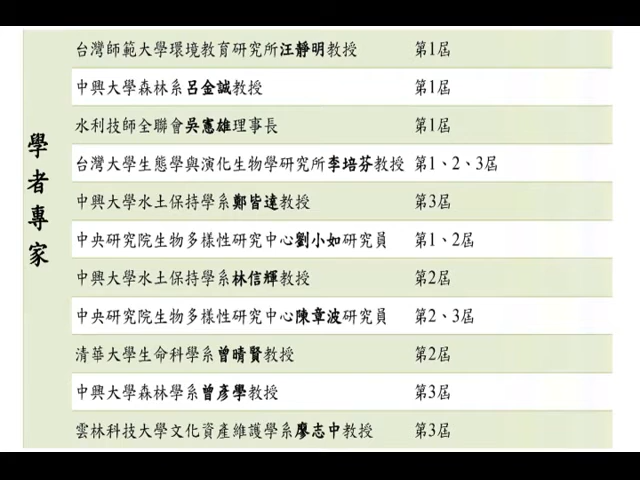 學者專家
台灣師範大學環境教育研究所汪靜明教授 第1屆
中興大學森林系呂金誠教授 第1屆
水利技師全聯會吳憲雄理事長 第1屆
台灣大學生態學與演化生物學研究所李培芬教授 第1、2、3屆
中興大學水土保持學系鄭皆達教授 第3屆
中央研究院生物多樣性研究中心劉小如研究員 第1、2屆
中興大學水土保持學系林信輝教授 第2屆
中央研究院生物多樣性研究中心陳章波研究員 第2、3屆
清華大學生命科學系曾晴賢教授 第2屆
中興大學森林學系曾彥學教授 第3屆
雲林科技大學文化資產維護學系廖志中教授 第3屆